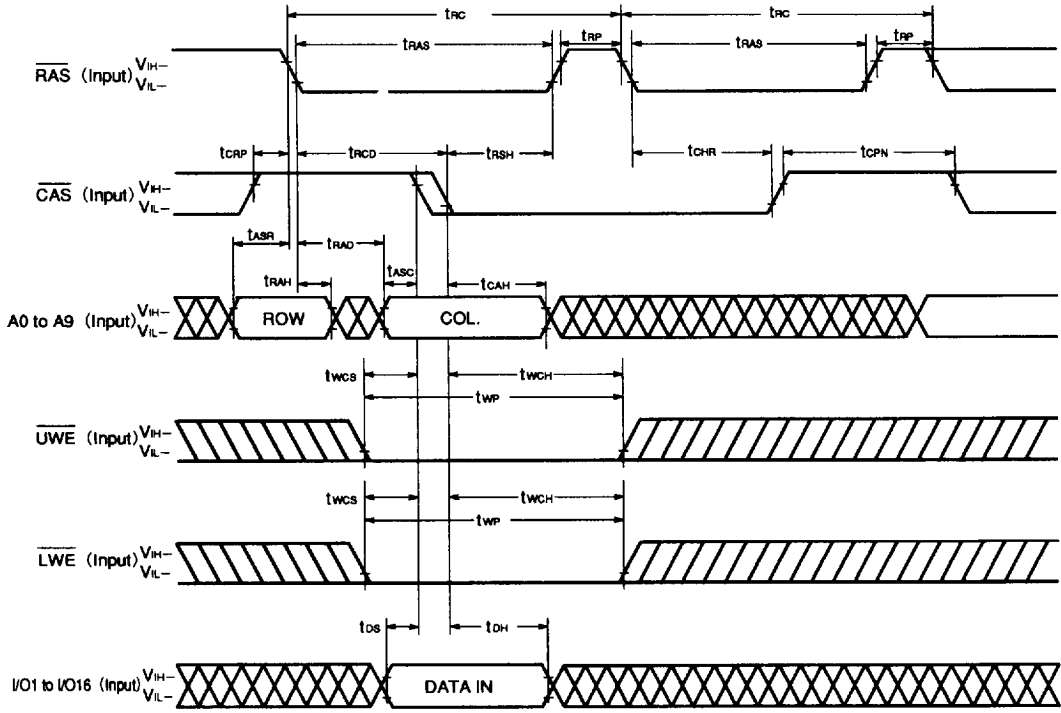 tRC tRC
tRAS tRP tRAS tRP
RAS (Input) VIH–
VIL–
tCRP tRCD tRSH tCHR tCPN
CAS (Input) VIH–
VIL–
tASR tRAD tASC
tRAH tCAH
A0 to A9 (Input) VIH–
VIL–
ROW COL.
tWCS tWCH
tWP
UWE (Input) VIH–
VIL–
tWCS tWCH
tWP
LWE (Input) VIH–
VIL–
tDS tDH
I/O1 to I/O16 (Input) VIH–
VIL–
DATA IN